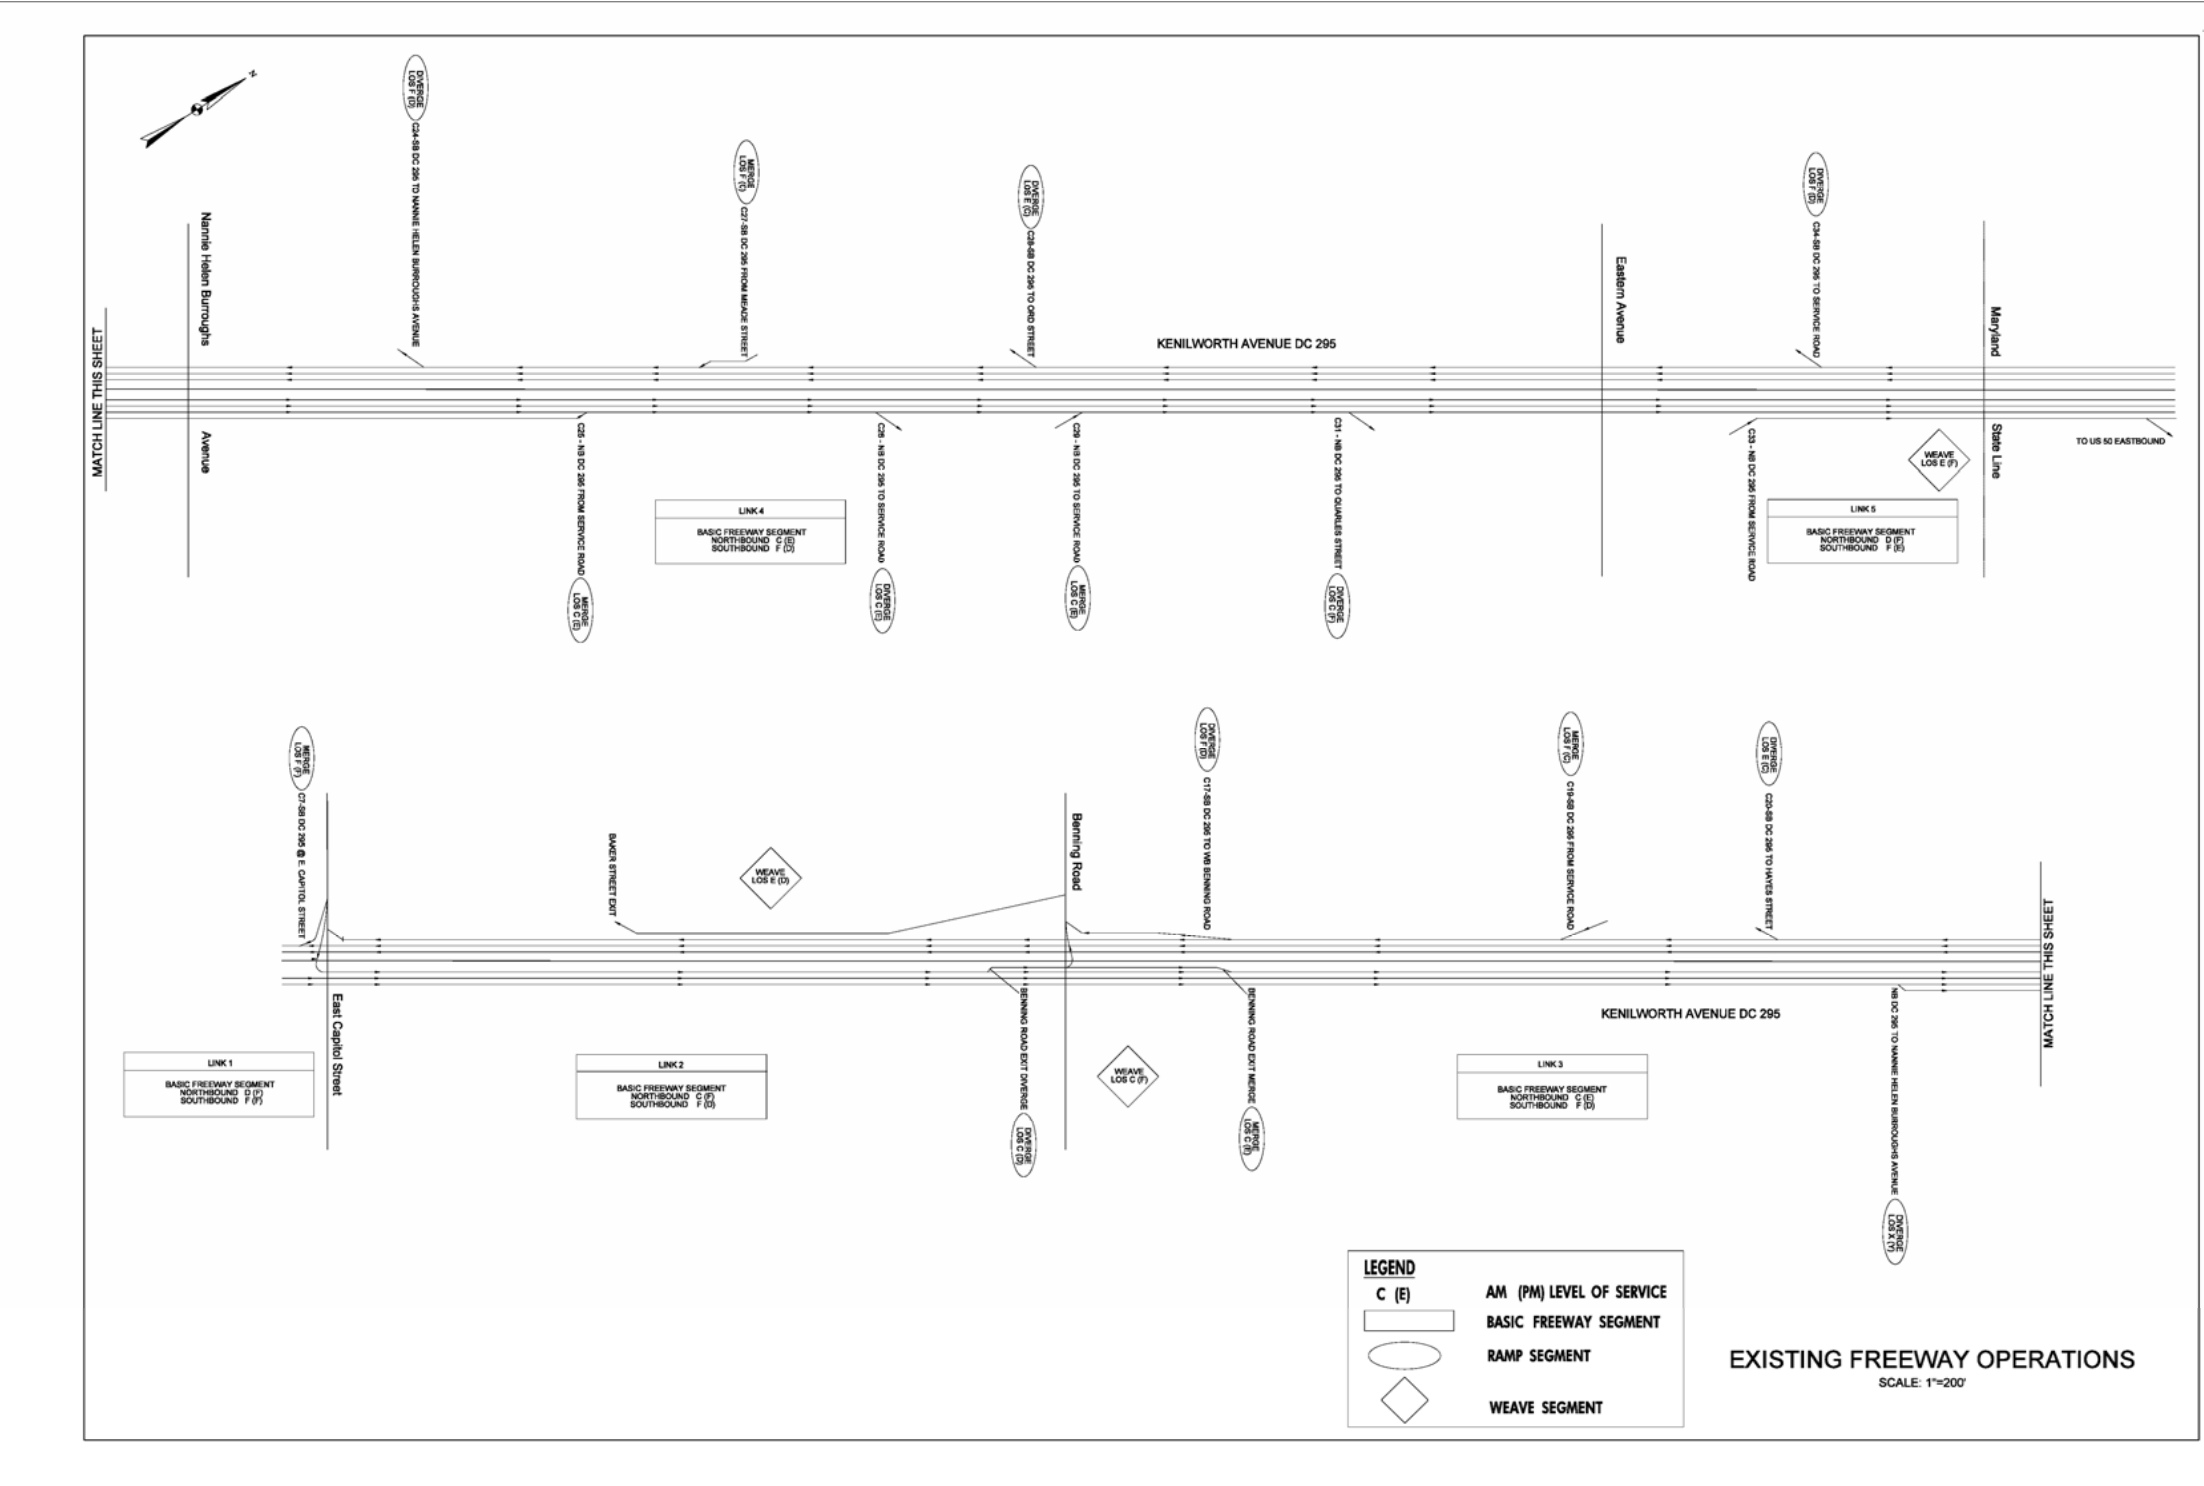 N
DIVERGE
LOS F (D)
C24-SB DC 295 TO NANNIE HELEN BURROUGHS AVENUE
MERGE
LOS F (C)
C27-SB DC 295 FROM MEADE STREET
DIVERGE
LOS E (C)
C28-SB DC 295 TO ORD STREET
DIVERGE
LOS F (D)
C34-SB DC 295 TO SERVICE ROAD
Nannie Helen Burroughs
Avenue
Eastern Avenue
Maryland
State Line
MATCH LINE THIS SHEET
KENILWORTH AVENUE DC 295
TO US 50 EASTBOUND
C25 - NB DC 295 FROM SERVICE ROAD
MERGE
LOS C (E)
LINK 4
BASIC FREEWAY SEGMENT
NORTHBOUND C (E)
SOUTHBOUND F (D)
C26 - NB DC 295 TO SERVICE ROAD
DIVERGE
LOS C (E)
C29 - NB DC 295 TO SERVICE ROAD
MERGE
LOS C (E)
C31 - NB DC 295 TO QUARLES STREET
DIVERGE
LOS C (F)
C33 - NB DC 295 FROM SERVICE ROAD
WEAVE
LOS E (F)
LINK 5
BASIC FREEWAY SEGMENT
NORTHBOUND D (F)
SOUTHBOUND F (E)
MERGE
LOS F (F)
C7-SB DC 295 @ E. CAPITOL STREET
BAKER STREET EXIT
WEAVE
LOS E (D)
Benning Road
DIVERGE
LOS F (D)
C17-SB DC 295 TO WB BENNING ROAD
MERGE
LOS F (C)
C19-SB DC 295 FROM SERVICE ROAD
DIVERGE
LOS E (C)
C20-SB DC 295 TO HAYES STREET
MATCH LINE THIS SHEET
East Capitol Street
KENILWORTH AVENUE DC 295
LINK 1
BASIC FREEWAY SEGMENT
NORTHBOUND D (F)
SOUTHBOUND F (F)
LINK 2
BASIC FREEWAY SEGMENT
NORTHBOUND C (F)
SOUTHBOUND F (D)
BENNING ROAD EXIT DIVERGE
DIVERGE
LOS C (D)
WEAVE
LOS C (F)
BENNING ROAD EXIT MERGE
MERGE
LOS C (E)
LINK 3
BASIC FREEWAY SEGMENT
NORTHBOUND C (E)
SOUTHBOUND F (D)
NB DC 295 TO NANNIE HELEN BURROUGHS AVENUE
DIVERGE
LOS X (Y)
LEGEND
C (E) AM (PM) LEVEL OF SERVICE
BASIC FREEWAY SEGMENT
RAMP SEGMENT
WEAVE SEGMENT
EXISTING FREEWAY OPERATIONS
SCALE: 1"=200'